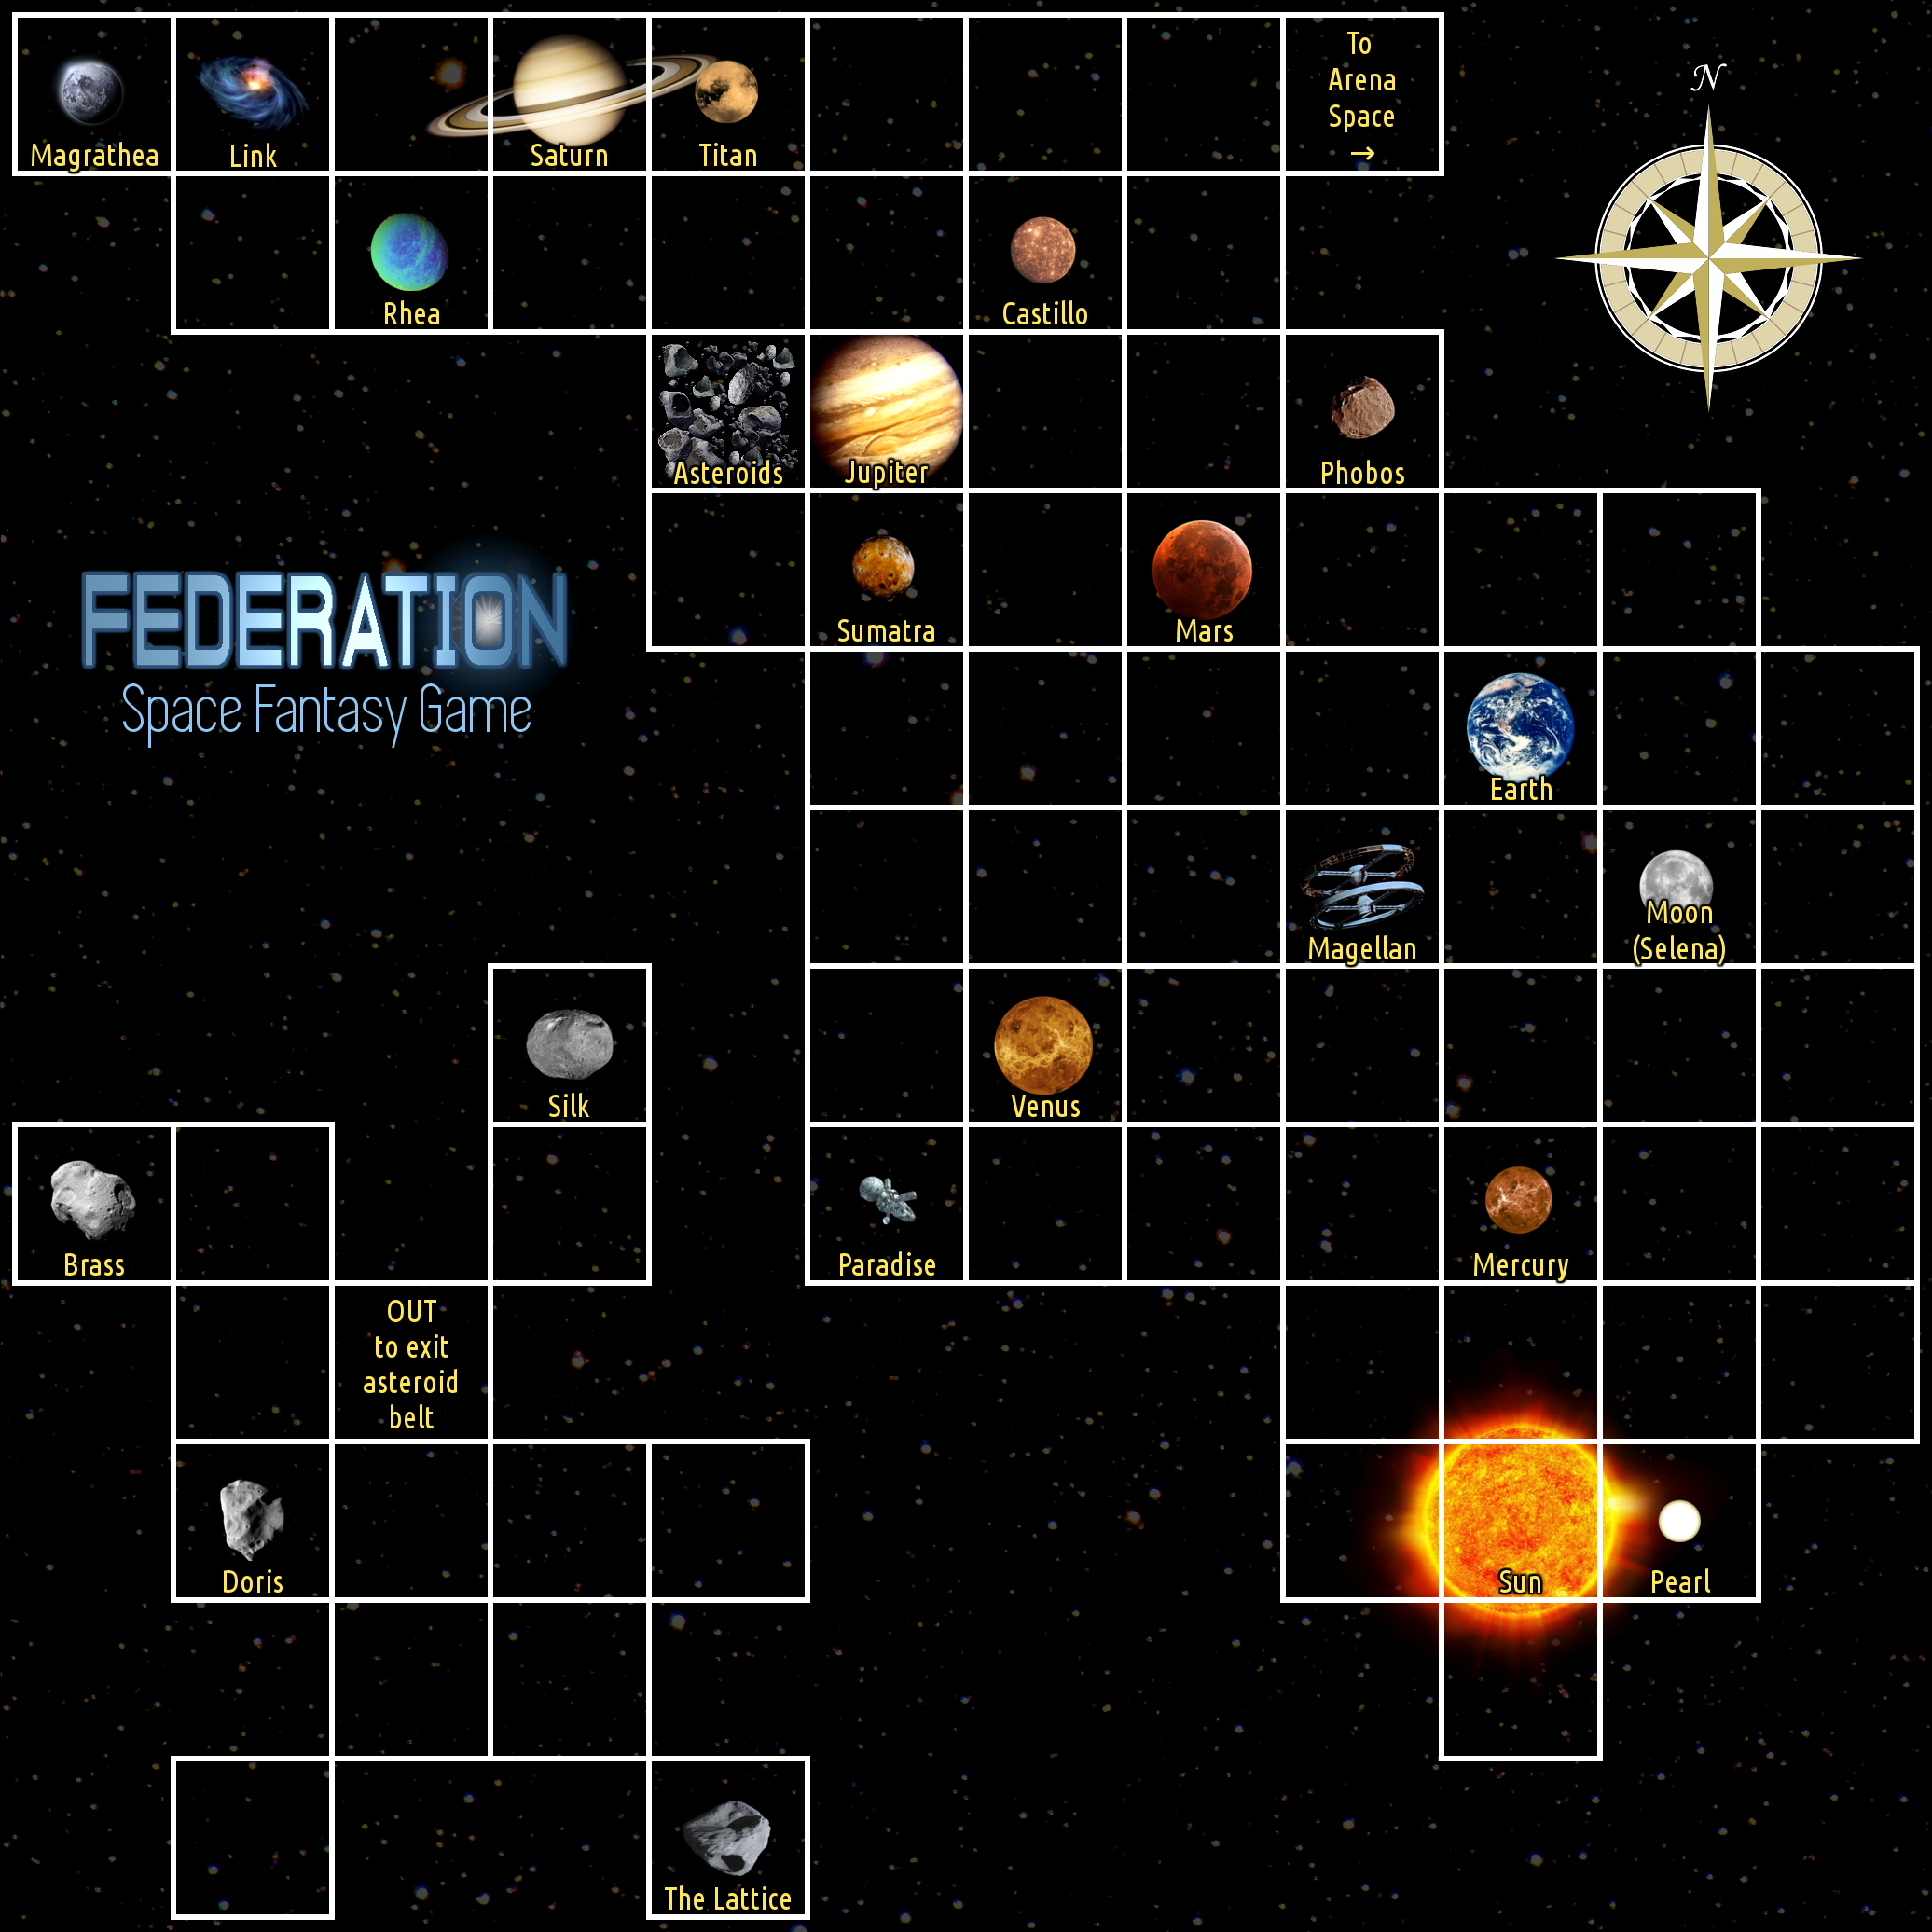 To
Arena
Space
→
N
Magrathea
Link
Saturn
Titan
Rhea
Castillo
Asteroids
Jupiter
Phobos
FEDERATION
Space Fantasy Game
Sumatra
Mars
Earth
Magellan
Moon
(Selena)
Silk
Venus
Brass
Paradise
Mercury
OUT
to exit
asteroid
belt
Doris
Sun
Pearl
The Lattice